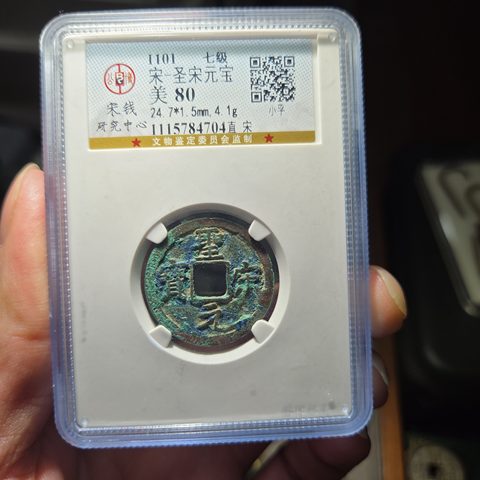 1101 七级
宋·圣宋元宝
美 80
宋钱
24.7*1.5mm,4.1g
小平
研究中心
1115784704直 宋
★ 文物鉴定委员会监制 ★
聖宋元寶